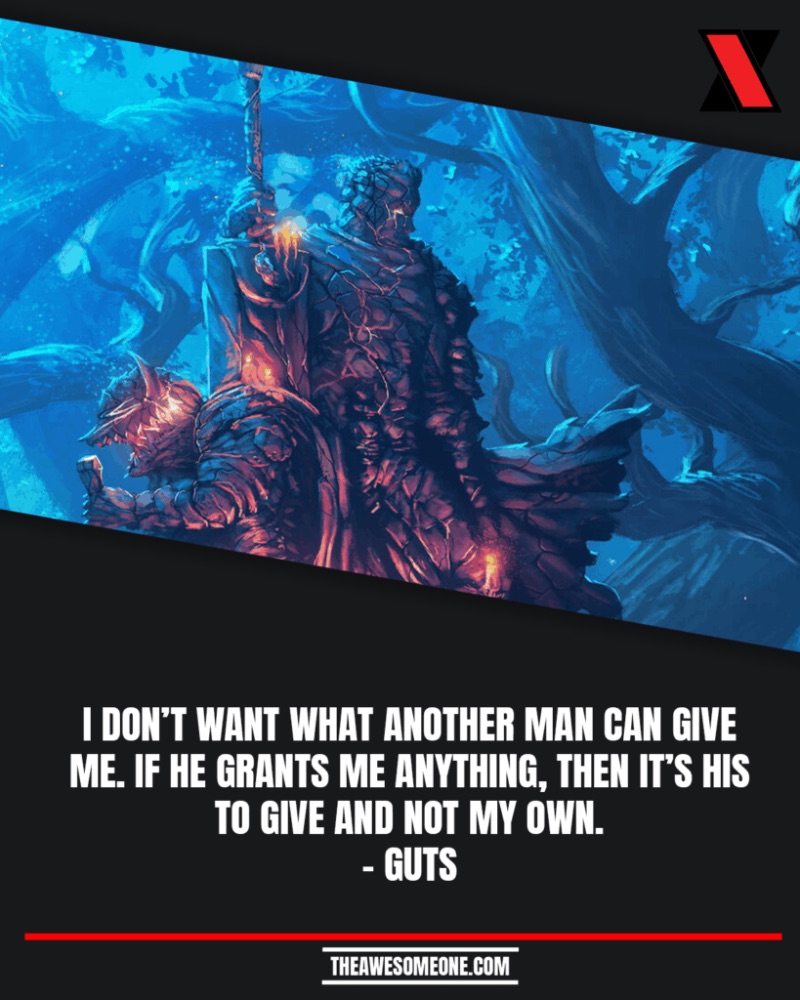 I DON’T WANT WHAT ANOTHER MAN CAN GIVE
ME. IF HE GRANTS ME ANYTHING, THEN IT’S HIS
TO GIVE AND NOT MY OWN.
- GUTS
THEAWESOMEONE.COM